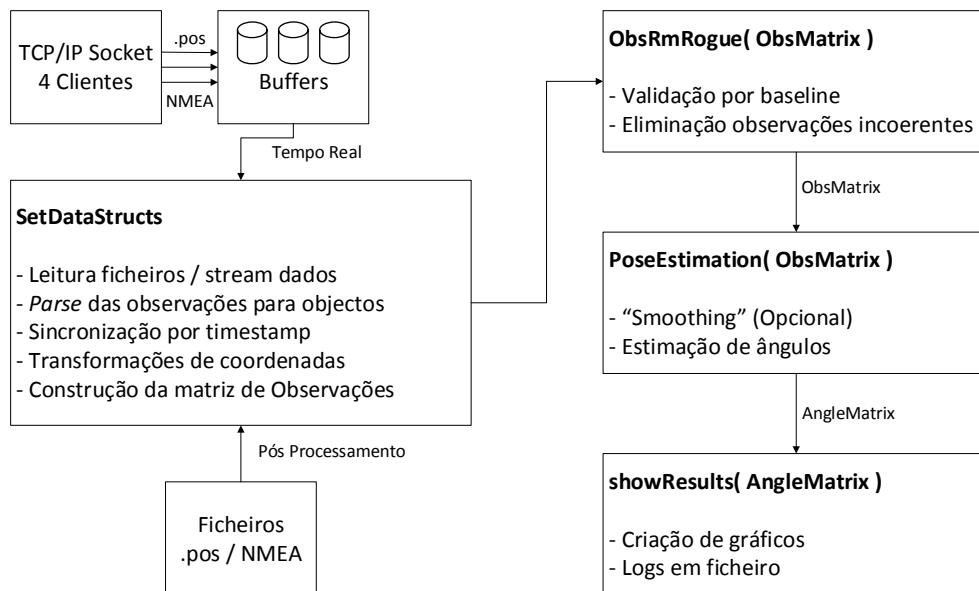 TCP/IP Socket
4 Clientes
.pos
NMEA
Buffers
Tempo Real
SetDataStructs
- Leitura ficheiros / stream dados
- Parse das observações para objectos
- Sincronização por timestamp
- Transformações de coordenadas
- Construção da matriz de Observações
Pós Processamento
Ficheiros
.pos / NMEA
ObsRmRogue( ObsMatrix )
- Validação por baseline
- Eliminação observações incoerentes
ObsMatrix
PoseEstimation( ObsMatrix )
- “Smoothing” (Opcional)
- Estimação de ângulos
AngleMatrix
showResults( AngleMatrix )
- Criação de gráficos
- Logs em ficheiro